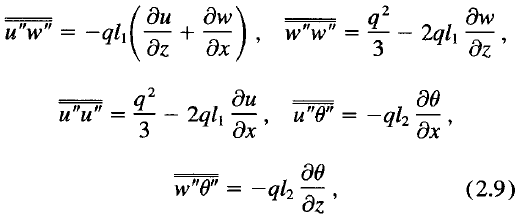 $\overline{\overline{u''w''}} = -ql_1\left(\frac{\partial u}{\partial z} + \frac{\partial w}{\partial x}\right),\quad \overline{\overline{w''w''}} = \frac{q^2}{3} - 2ql_1\frac{\partial w}{\partial z},$
$\overline{\overline{u''u''}} = \frac{q^2}{3} - 2ql_1\frac{\partial u}{\partial x},\quad \overline{\overline{u''\theta''}} = -ql_2\frac{\partial \theta}{\partial x},$
$\overline{\overline{w''\theta''}} = -ql_2\frac{\partial \theta}{\partial z},\quad (2.9)$